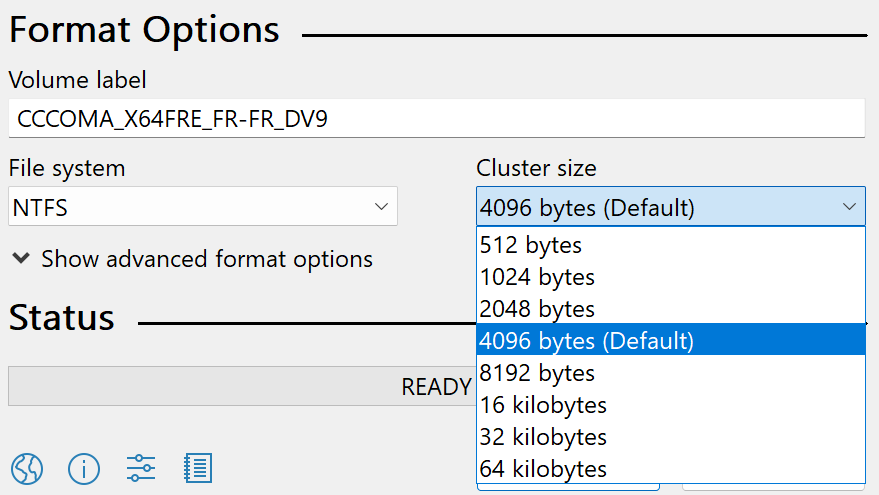 Format Options
Volume label
CCCOMA_X64FRE_FR-FR_DV9
File system
Cluster size
NTFS
4096 bytes (Default)
512 bytes
1024 bytes
2048 bytes
4096 bytes (Default)
8192 bytes
16 kilobytes
32 kilobytes
64 kilobytes
Show advanced format options
Status
READY